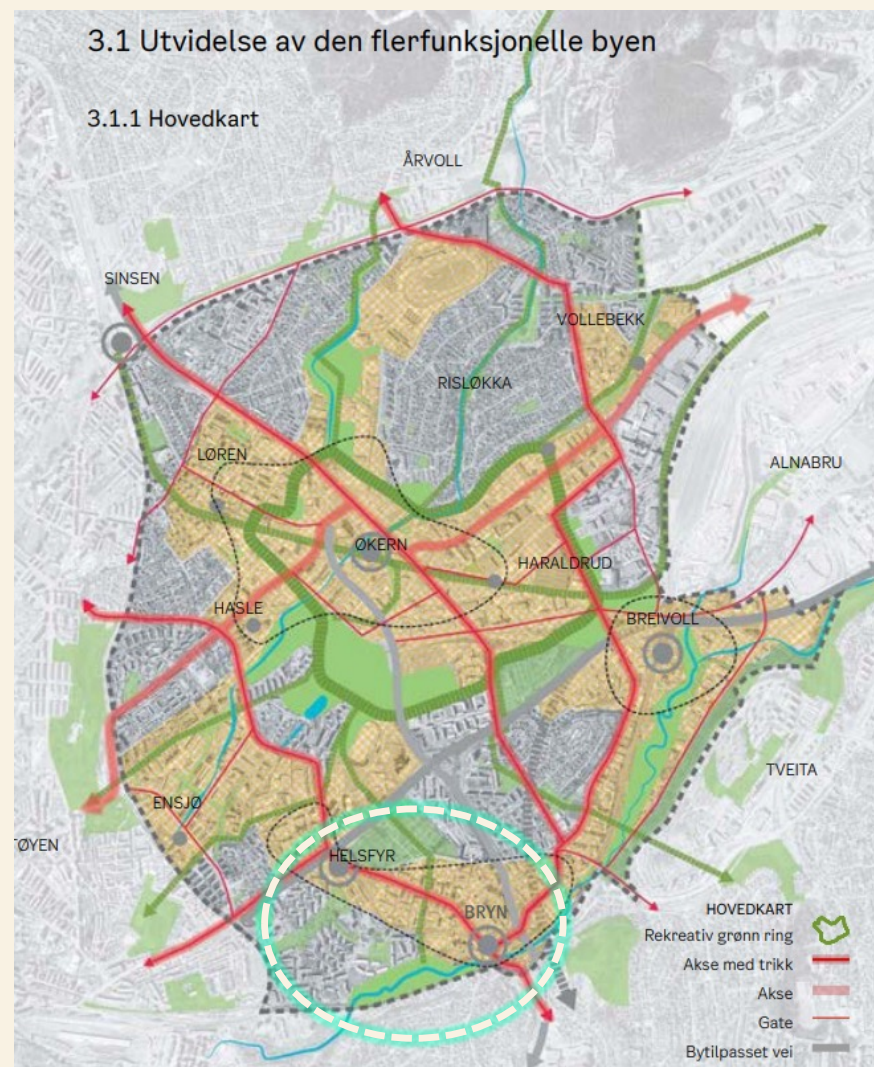 3.1 Utvidelse av den flerfunksjonelle byen
3.1.1 Hovedkart
ÅRVOLL
SINSEN
VOLLEBEKK
RISLØKKA
LØREN
ALNABRU
ØKERN
HARALDRUD
HASLE
BREIVOLL
TVEITA
ENSJØ
TØYEN
HELSFYR
BRYN
HOVEDKART
Rekreativ grønn ring
Akse med trikk
Akse
Gate
Bytilpasset vei